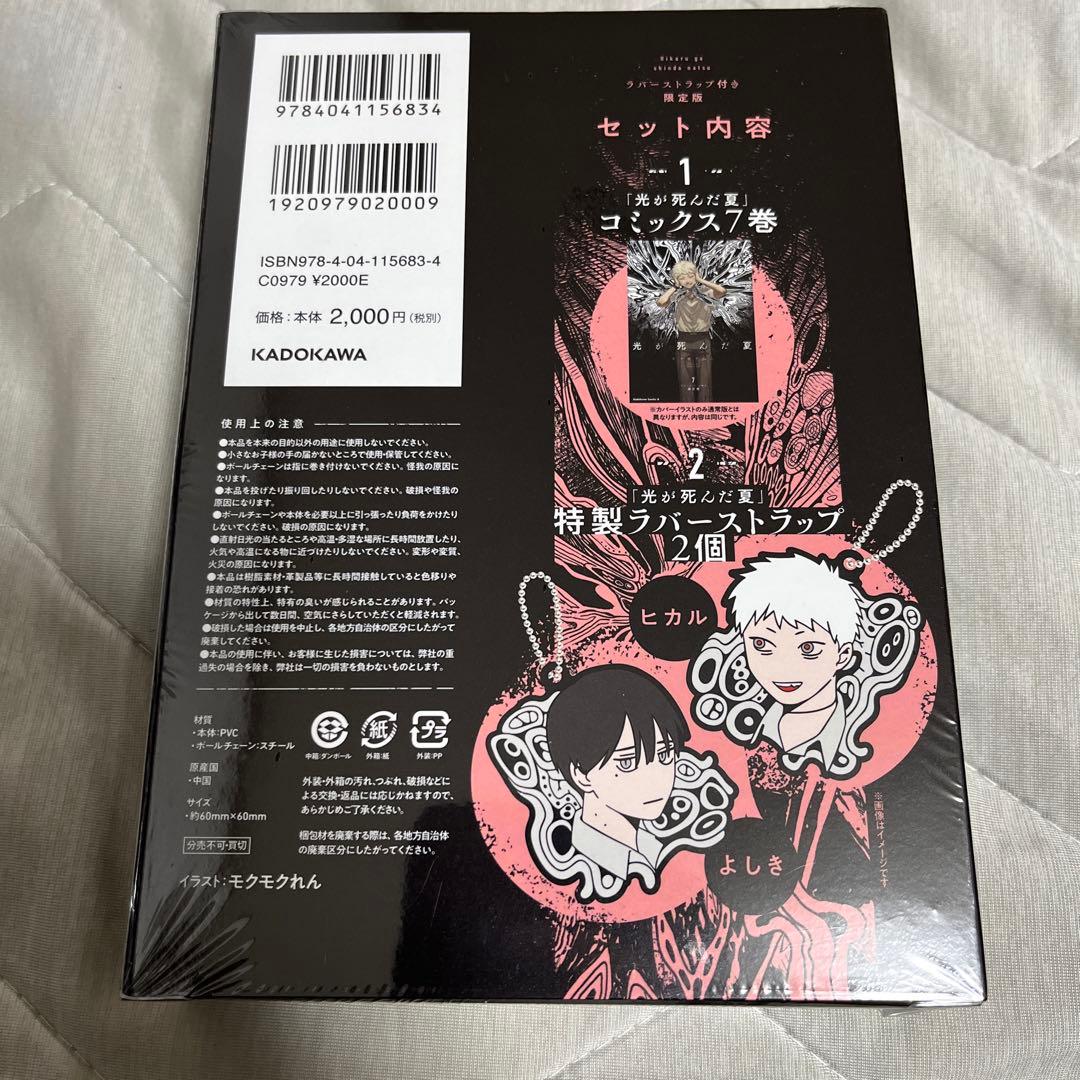 9784041156834
1920979020009
ISBN978-4-04-115683-4
C0979 ¥2000E
価格：本体 2,000円（税別）
KADOKAWA
使用上の注意
●本品を本来の目的以外の用途に使用しないでください。
●小さなお子様の手の届かないところで使用・保管してください。
●ボールチェーンは指に巻き付けないでください。怪我の原因に
なります。
●本品を投げたり振り回したりしないでください。破損や怪我の
原因になります。
●ボールチェーンや本体を必要以上に引っ張ったり負荷をかけたり
しないでください。破損の原因になります。
●直射日光の当たるところや高温・多湿な場所に長時間放置したり、
火気や高温になる物に近づけたりしないでください。変形や変質、
火災の原因になります。
●本品は樹脂素材・革製品等に長時間接触していると色移りや
接着の恐れがあります。
●材質の特性上、特有の臭いが感じられることがあります。パッ
ケージから出して数日間、空気にさらしていただくと軽減されます。
●破損した場合は使用を中止し、各地方自治体の区分にしたがって
廃棄してください。
●本品の使用に伴い、お客様に生じた損害については、弊社の重
過失の場合を除き、弊社は一切の損害を負わないものとします。
材質
・本体：PVC
・ボールチェーン：スチール
原産国
・中国
サイズ
・約60mm×60mm
分売不可・買切
イラスト：モクモクれん
紙
プラ
中箱：ダンボール
外箱：紙
外装：PP
外装・外箱の汚れ、つぶれ、破損などに
よる交換・返品には応じかねますので、
あらかじめご了承ください。
梱包材を廃棄する際は、各地方自治体
の廃棄区分にしたがってください。
Hikaru ga
shinda natsu
ラバーストラップ付き
限定版
セット内容
1
「光が死んだ夏」
コミックス7巻
光が死んだ夏
7
※カバーイラストのみ通常版とは
異なりますが、内容は同じです。
2
「光が死んだ夏」
特製ラバーストラップ
2個
ヒカル
よしき
※画像はイメージです